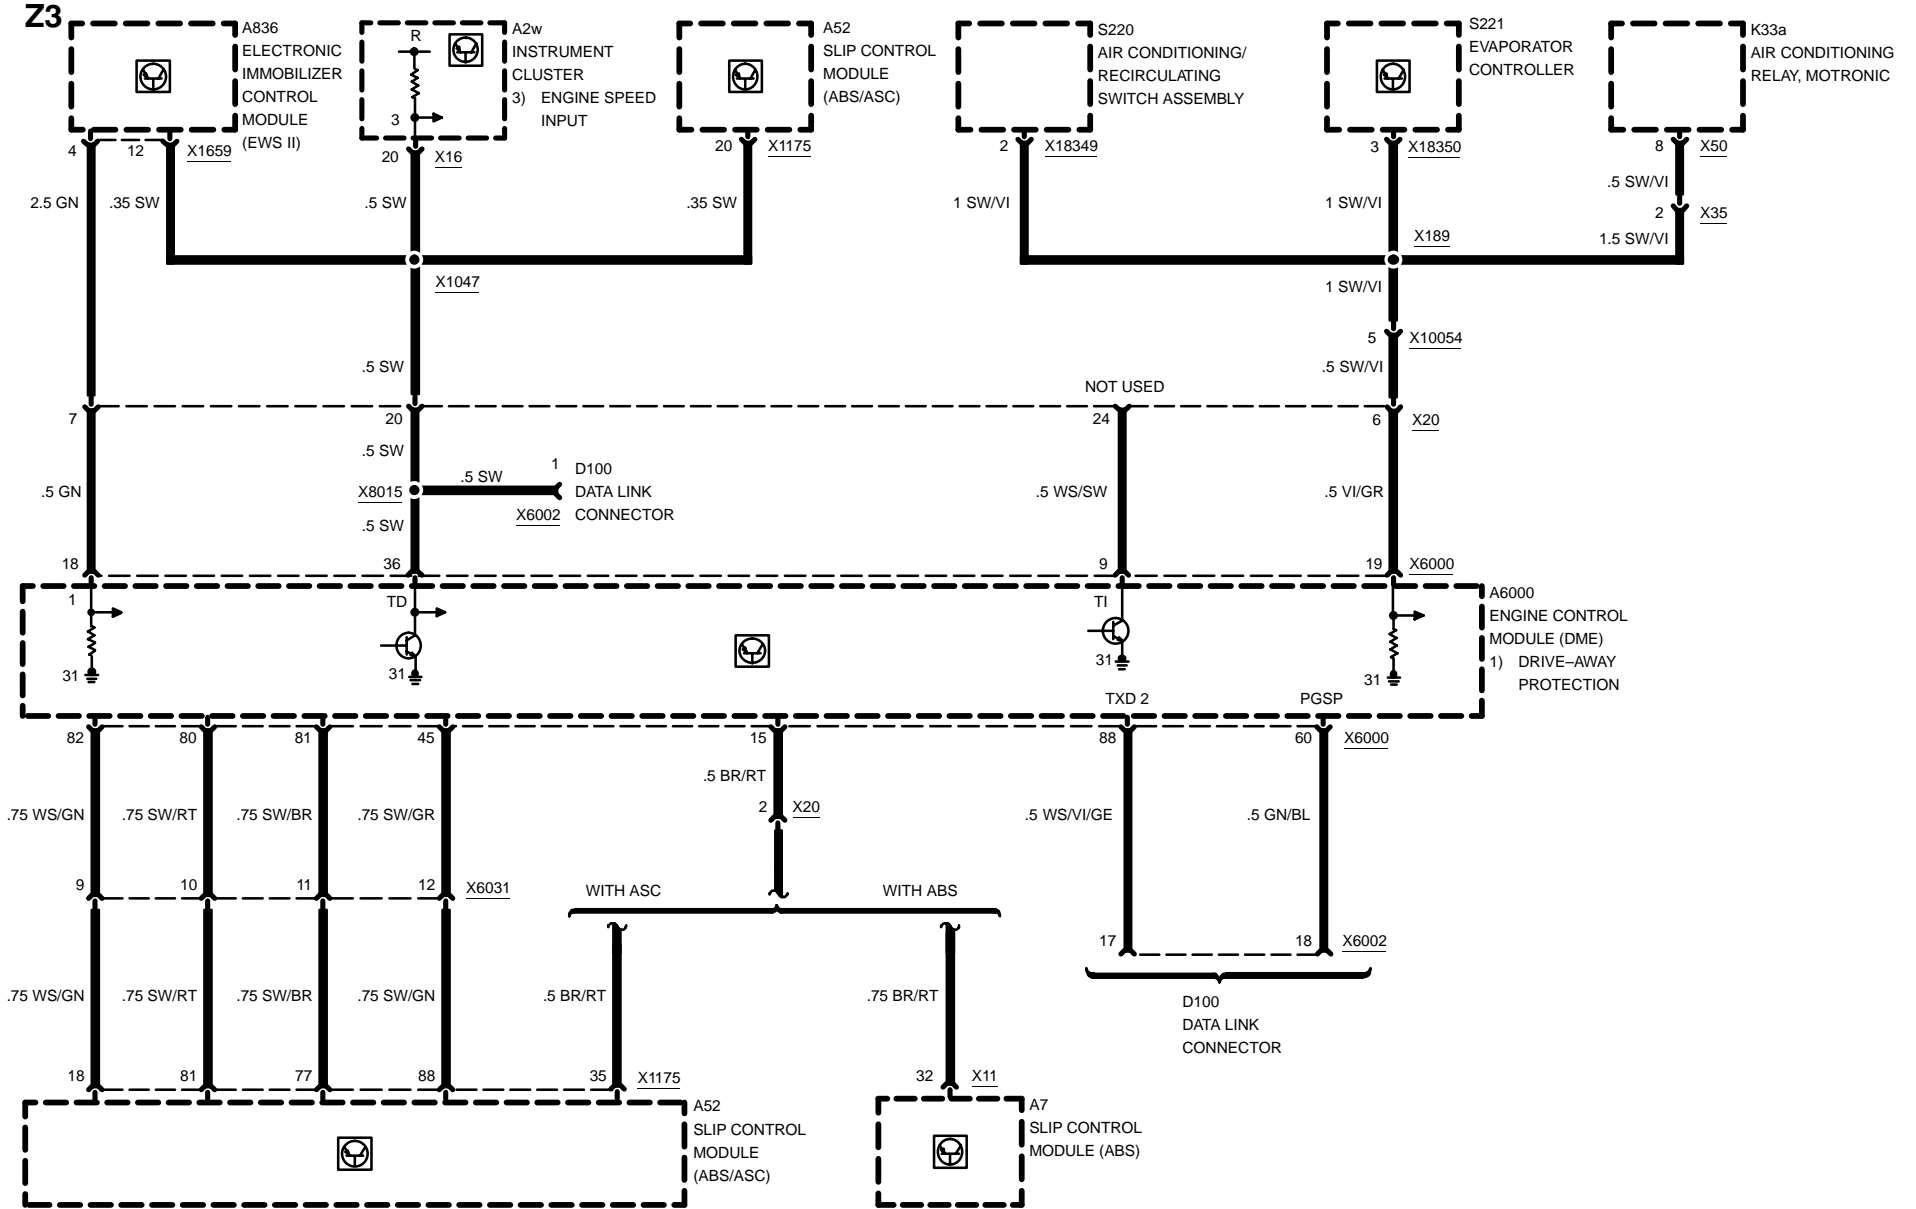 Z3
A836
ELECTRONIC
IMMOBILIZER
CONTROL
MODULE
(EWS II)
R
3
A2w
INSTRUMENT
CLUSTER
3) ENGINE SPEED
INPUT
A52
SLIP CONTROL
MODULE
(ABS/ASC)
S220
AIR CONDITIONING/
RECIRCULATING
SWITCH ASSEMBLY
S221
EVAPORATOR
CONTROLLER
K33a
AIR CONDITIONING
RELAY, MOTRONIC
4 12 X1659 20 X16 20 X1175 2 X18349 3 X18350 8 X50
.5 SW/VI
2.5 GN .35 SW .5 SW .35 SW 1 SW/VI 1 SW/VI 2 X35
X189 1.5 SW/VI
X1047 1 SW/VI
5 X10054
.5 SW .5 SW/VI
NOT USED
7 20 24 6 X20
.5 SW
1 D100
.5 SW
.5 GN X8015 DATA LINK .5 WS/SW .5 VI/GR
X6002 CONNECTOR
.5 SW
18 36 9 19 X6000
1 TD TI
31 31 31 31
A6000
ENGINE CONTROL
MODULE (DME)
1) DRIVE–AWAY
PROTECTION
TXD 2 PGSP
82 80 81 45 15 88 60 X6000
.5 BR/RT
2 X20
.75 WS/GN .75 SW/RT .75 SW/BR .75 SW/GR .5 WS/VI/GE .5 GN/BL
9 10 11 12 X6031 WITH ASC WITH ABS
17 18 X6002
.75 WS/GN .75 SW/RT .75 SW/BR .75 SW/GN .5 BR/RT .75 BR/RT
D100
DATA LINK
CONNECTOR
18 81 77 88 35 X1175 32 X11
A52
SLIP CONTROL
MODULE
(ABS/ASC)
A7
SLIP CONTROL
MODULE (ABS)